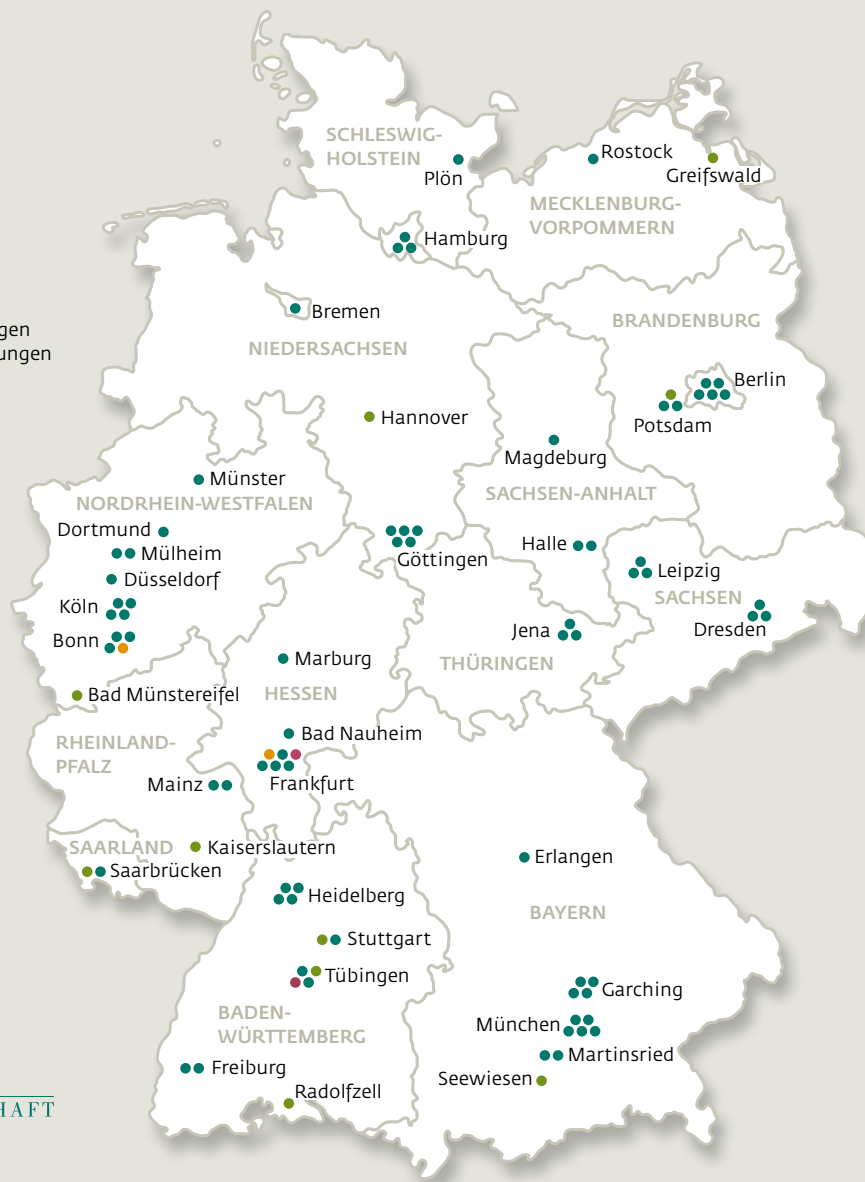 SCHLESWIG-
HOLSTEIN
Plön
Rostock
Greifswald
MECKLENBURG-
VORPOMMERN
Hamburg
Bremen
NIEDERSACHSEN
BRANDENBURG
Berlin
Potsdam
Hannover
Magdeburg
SACHSEN-ANHALT
Münster
NORDRHEIN-WESTFALEN
Dortmund
Mülheim
Düsseldorf
Köln
Bonn
Bad Münstereifel
Göttingen
Halle
Leipzig
SACHSEN
Dresden
Jena
THÜRINGEN
Marburg
HESSEN
Bad Nauheim
Frankfurt
RHEINLAND-
PFALZ
Mainz
SAARLAND
Kaiserslautern
Saarbrücken
Erlangen
BAYERN
Heidelberg
Stuttgart
Tübingen
BADEN-
WÜRTTEMBERG
Garching
München
Martinsried
Seewiesen
Freiburg
Radolfzell